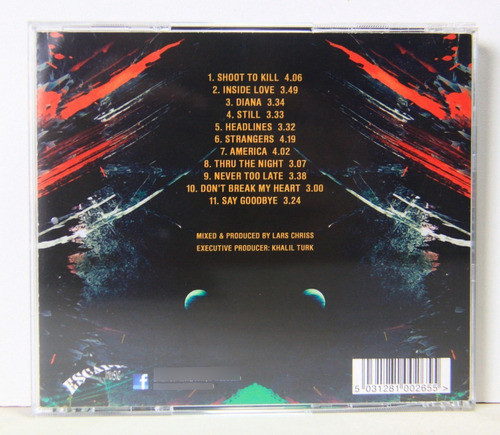 1. SHOOT TO KILL 4.06
2. INSIDE LOVE 3.49
3. DIANA 3.34
4. STILL 3.33
5. HEADLINES 3.32
6. STRANGERS 4.19
7. AMERICA 4.02
8. THRU THE NIGHT 3.07
9. NEVER TOO LATE 3.38
10. DON'T BREAK MY HEART 3.00
11. SAY GOODBYE 3.24
MIXED & PRODUCED BY LARS CHRISS
EXECUTIVE PRODUCER: KHALIL TURK
f
5 031281 002655 >